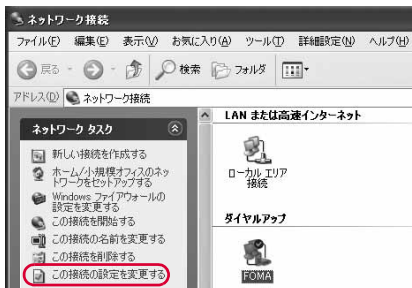 ネットワーク接続
ファイル(F) 編集(E) 表示(V) お気に入り(A) ツール(T) 詳細設定(N) ヘルプ(H)
戻る 検索 フォルダ
アドレス(D) ネットワーク接続
ネットワーク タスク
新しい接続を作成する
ホーム/小規模オフィスのネッ
トワークをセットアップする
Windows ファイアウォールの
設定を変更する
この接続を開始する
この接続の名前を変更する
この接続を削除する
この接続の設定を変更する
LAN または高速インターネット
ローカル エリア
接続
ダイヤルアップ
FOMA